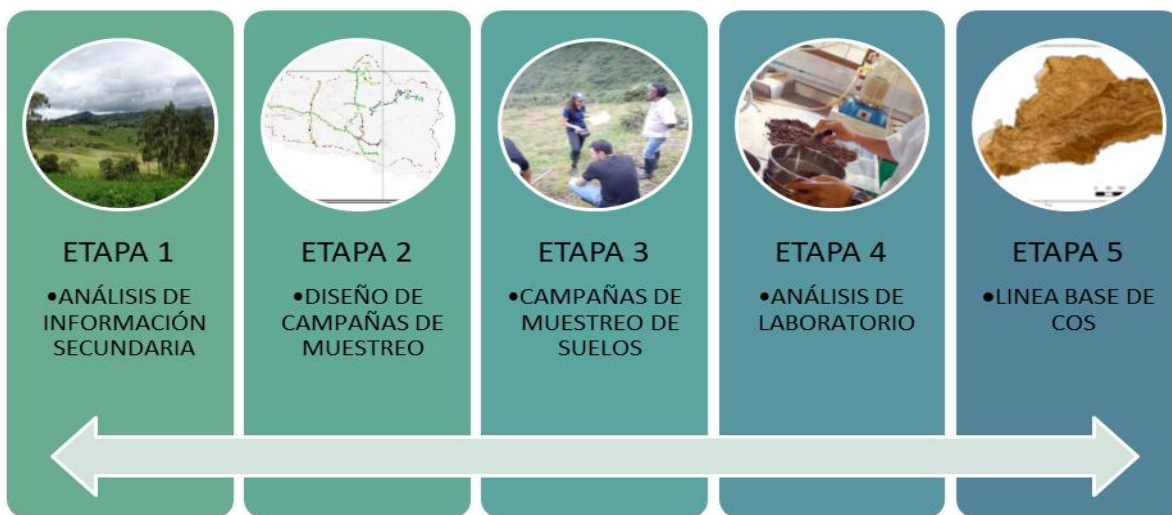 ETAPA 1
•ANÁLISIS DE
INFORMACIÓN
SECUNDARIA
ETAPA 2
•DISEÑO DE
CAMPAÑAS DE
MUESTREO
ETAPA 3
•CAMPAÑAS DE
MUESTREO DE
SUELOS
ETAPA 4
•ANÁLISIS DE
LABORATORIO
ETAPA 5
•LINEA BASE DE
COS